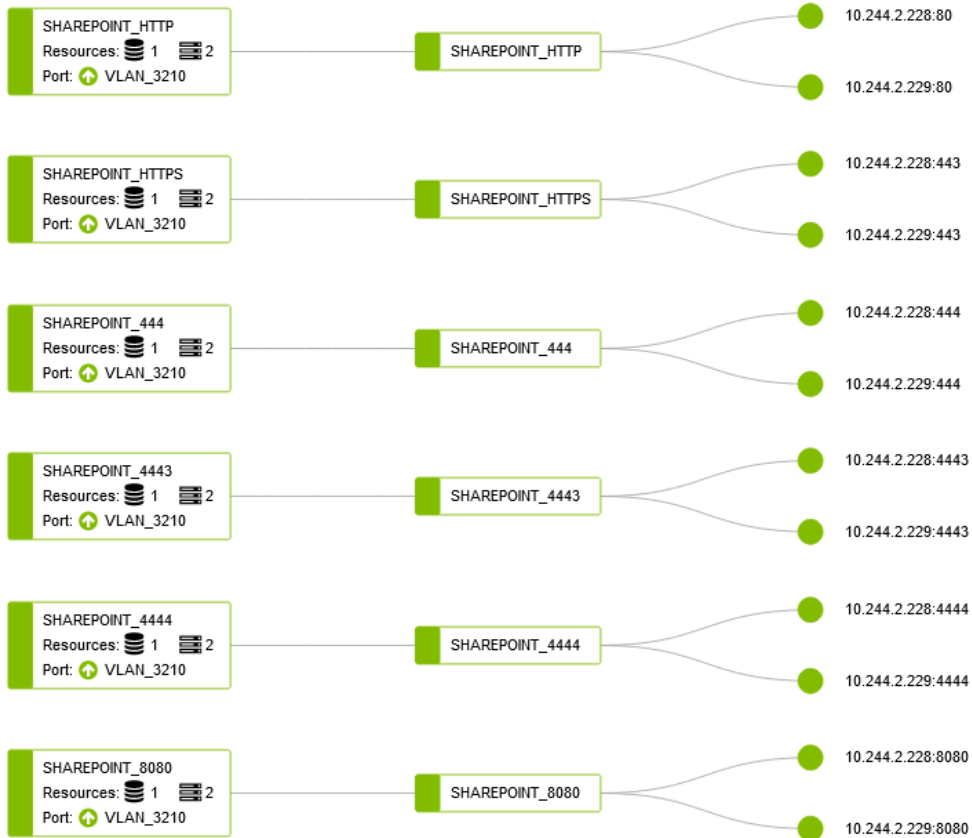 SHAREPOINT_HTTP
Resources: 1 2
Port: VLAN_3210
SHAREPOINT_HTTP
10.244.2.228:80
10.244.2.229:80
SHAREPOINT_HTTPS
Resources: 1 2
Port: VLAN_3210
SHAREPOINT_HTTPS
10.244.2.228:443
10.244.2.229:443
SHAREPOINT_444
Resources: 1 2
Port: VLAN_3210
SHAREPOINT_444
10.244.2.228:444
10.244.2.229:444
SHAREPOINT_4443
Resources: 1 2
Port: VLAN_3210
SHAREPOINT_4443
10.244.2.228:4443
10.244.2.229:4443
SHAREPOINT_4444
Resources: 1 2
Port: VLAN_3210
SHAREPOINT_4444
10.244.2.228:4444
10.244.2.229:4444
SHAREPOINT_8080
Resources: 1 2
Port: VLAN_3210
SHAREPOINT_8080
10.244.2.228:8080
10.244.2.229:8080